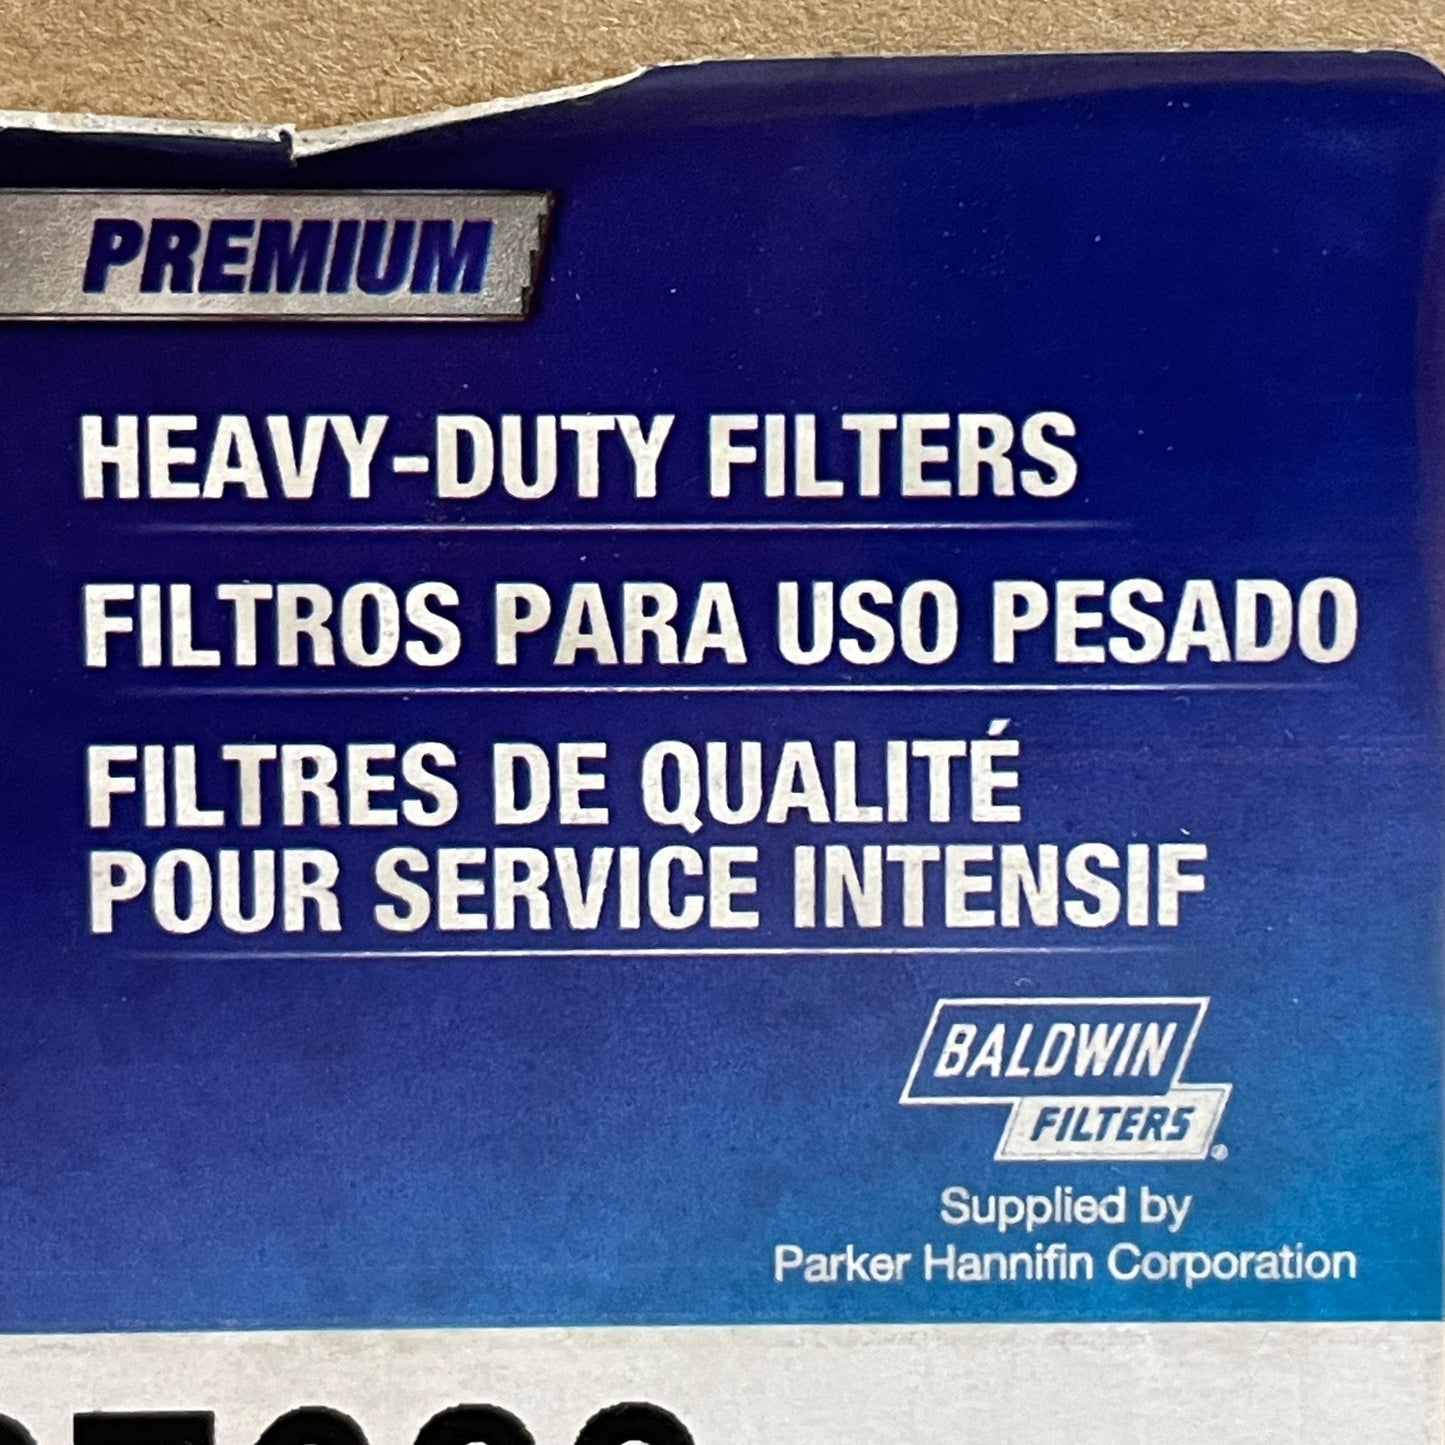 PREMIUM
HEAVY-DUTY FILTERS
FILTROS PARA USO PESADO
FILTRES DE QUALITÉ
POUR SERVICE INTENSIF
BALDWIN
FILTERS
Supplied by
Parker Hannifin Corporation